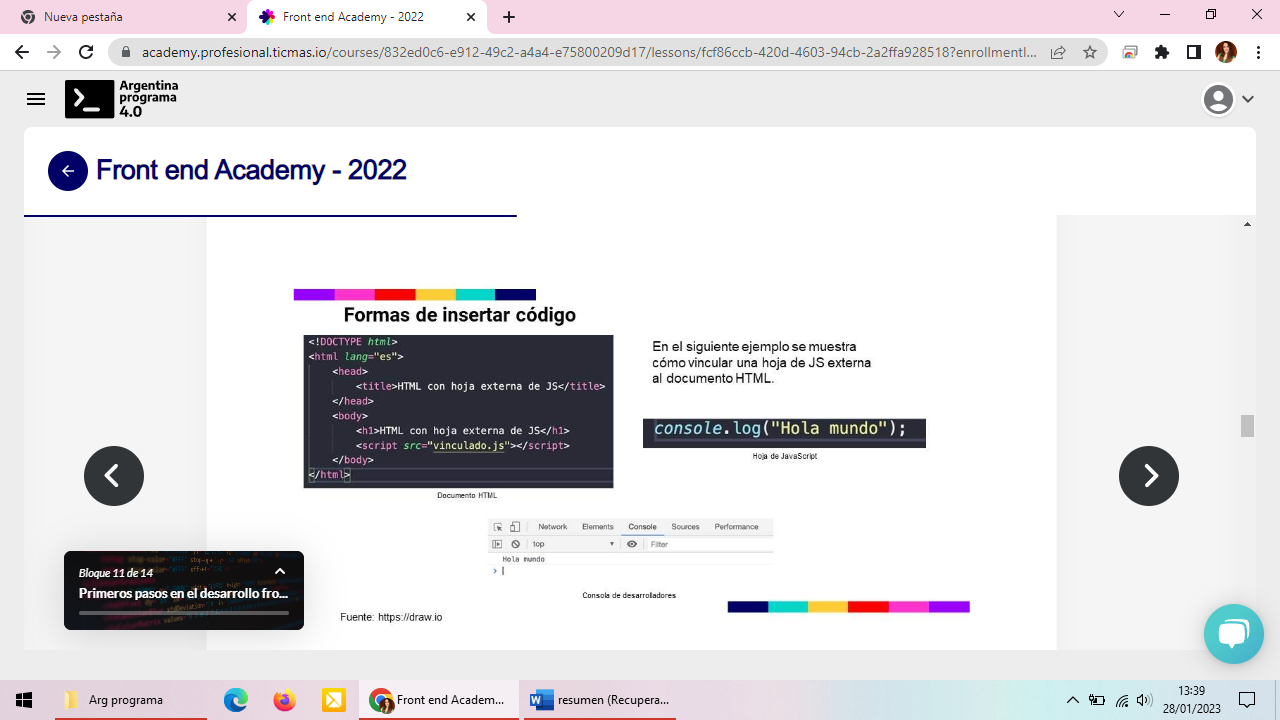 Nueva pestaña
Front end Academy - 2022
academy.profesional.ticmas.io/courses/832ed0c6-e912-49c2-a4a4-e75800209d17/lessons/fcf6f6ccb-420d-4603-94cb-2a2ffa928518?enrollmentI...
Argentina
programa
4.0
Front end Academy - 2022
Formas de insertar código
<!DOCTYPE html>
<html lang="es">
<head>
<title>HTML con hoja externa de JS</title>
</head>
<body>
<h1>HTML con hoja externa de JS</h1>
<script src="vinculado.js"></script>
</body>
</html>
Documento HTML
En el siguiente ejemplo se muestra
cómo vincular una hoja de JS externa
al documento HTML.
console.log("Hola mundo");
Hoja de JavaScript
Network Elements Console Sources Performance
top Filter
Hola mundo
>
Consola de desarrolladores
Fuente: https://draw.io
Bloque 11 de 14
Primeros pasos en el desarrollo fro...
Arg programa
Front end Academ...
resumen (Recupera...
13:39
28/01/2023